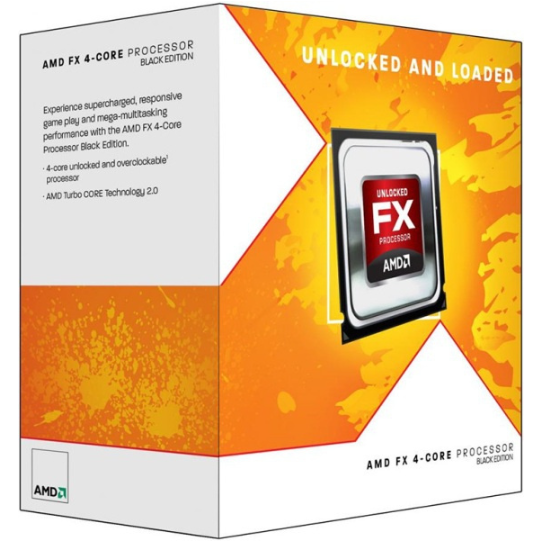 AMD FX 4-CORE PROCESSOR
BLACK EDITION
Experience supercharged, responsive
game play and mega-multitasking
performance with the AMD FX 4-Core
Processor Black Edition.
· 4-core unlocked and overclockable¹
processor
· AMD Turbo CORE Technology 2.0
AMD
UNLOCKED AND LOADED
UNLOCKED
FX
PROCESSOR
AMD
AMD FX 4-CORE PROCESSOR
BLACK EDITION